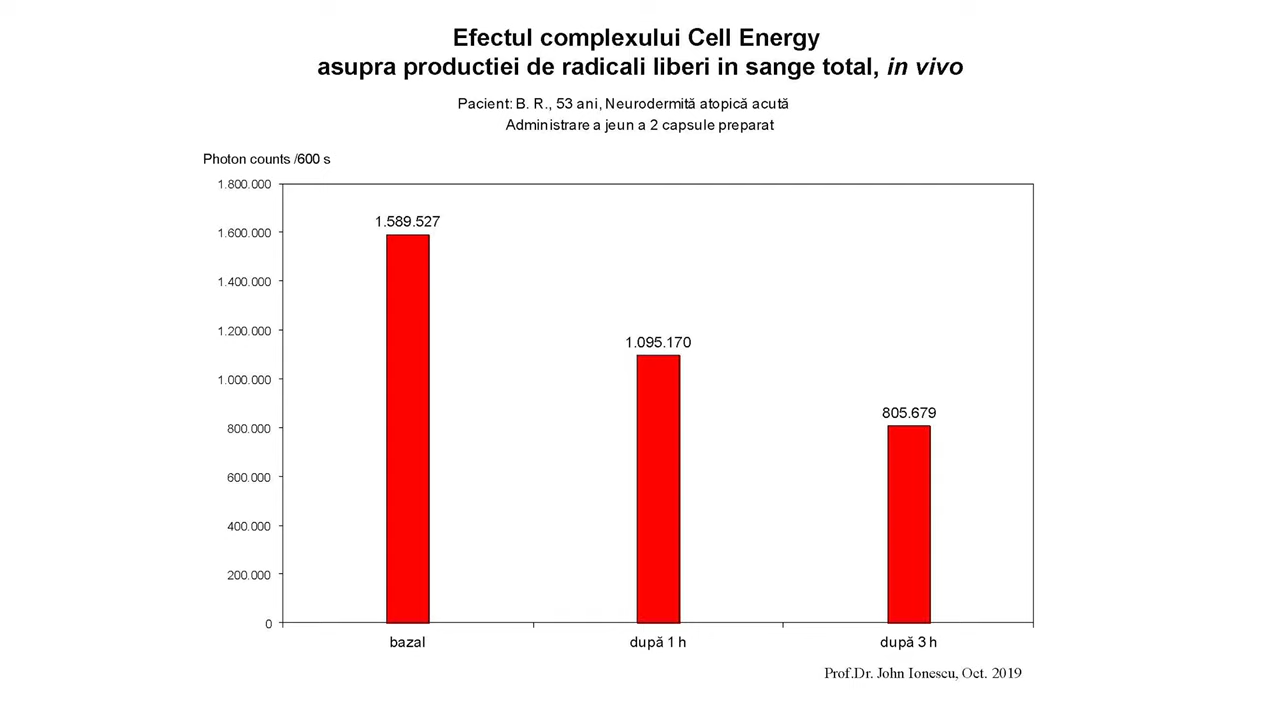 Efectul complexului Cell Energy
asupra productiei de radicali liberi in sange total, in vivo
Pacient: B. R., 53 ani, Neurodermită atopică acută
Administrare a jeun a 2 capsule preparat
Photon counts /600 s
1.800.000
1.589.527
1.600.000
1.400.000
1.200.000
1.095.170
1.000.000
805.679
800.000
600.000
400.000
200.000
0
bazal după 1 h după 3 h
Prof.Dr. John Ionescu, Oct. 2019